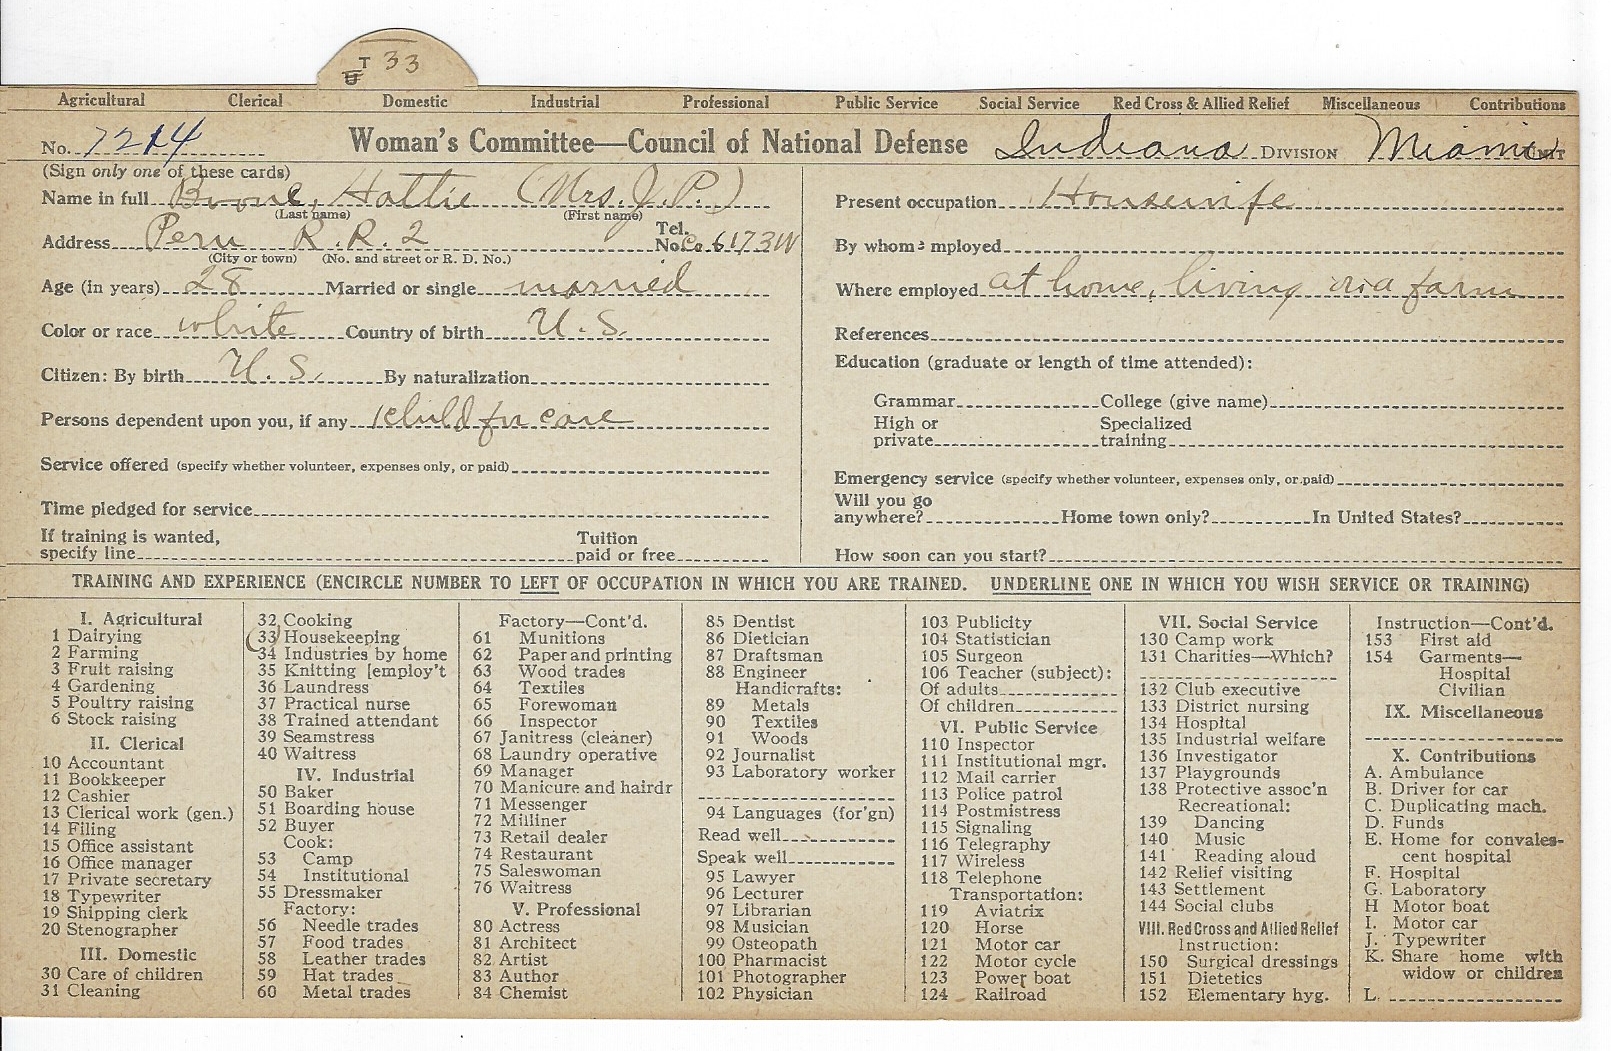 T 33
Agricultural Clerical Domestic Industrial Professional Public Service Social Service Red Cross & Allied Relief Miscellaneous Contributions
No. 7214 Woman's Committee—Council of National Defense Indiana DIVISION Miami UNIT
(Sign only one of these cards)
Name in full Hattie (Mrs. J. P.)
(Last name) (First name)
Address Peru R.R. 2 Tel. No. Co 6173W
(City or town) (No. and street or R. D. No.)
Age (in years) 28 Married or single married
Color or race white Country of birth U. S.
Citizen: By birth U. S. By naturalization
Persons dependent upon you, if any 1 child for care
Service offered (specify whether volunteer, expenses only, or paid)
Time pledged for service
If training is wanted, specify line Tuition paid or free
Present occupation Housewife
By whom employed
Where employed at home, living on a farm
References
Education (graduate or length of time attended):
Grammar College (give name)
High or private Specialized training
Emergency service (specify whether volunteer, expenses only, or paid)
Will you go anywhere? Home town only? In United States?
How soon can you start?
TRAINING AND EXPERIENCE (ENCIRCLE NUMBER TO LEFT OF OCCUPATION IN WHICH YOU ARE TRAINED. UNDERLINE ONE IN WHICH YOU WISH SERVICE OR TRAINING)
I. Agricultural
1 Dairying
2 Farming
3 Fruit raising
4 Gardening
5 Poultry raising
6 Stock raising
II. Clerical
10 Accountant
11 Bookkeeper
12 Cashier
13 Clerical work (gen.)
14 Filing
15 Office assistant
16 Office manager
17 Private secretary
18 Typewriter
19 Shipping clerk
20 Stenographer
III. Domestic
30 Care of children
31 Cleaning
32 Cooking
33 Housekeeping
34 Industries by home
35 Knitting [employ't
36 Laundress
37 Practical nurse
38 Trained attendant
39 Seamstress
40 Waitress
IV. Industrial
50 Baker
51 Boarding house
52 Buyer
Cook:
53 Camp
54 Institutional
55 Dressmaker
Factory:
56 Needle trades
57 Food trades
58 Leather trades
59 Hat trades
60 Metal trades
Factory—Cont'd.
61 Munitions
62 Paper and printing
63 Wood trades
64 Textiles
65 Forewoman
66 Inspector
67 Janitress (cleaner)
68 Laundry operative
69 Manager
70 Manicure and hairdr
71 Messenger
72 Milliner
73 Retail dealer
74 Restaurant
75 Saleswoman
76 Waitress
V. Professional
80 Actress
81 Architect
82 Artist
83 Author
84 Chemist
85 Dentist
86 Dietician
87 Draftsman
88 Engineer
Handicrafts:
89 Metals
90 Textiles
91 Woods
92 Journalist
93 Laboratory worker
94 Languages (for'gn)
Read well
Speak well
95 Lawyer
96 Lecturer
97 Librarian
98 Musician
99 Osteopath
100 Pharmacist
101 Photographer
102 Physician
103 Publicity
104 Statistician
105 Surgeon
106 Teacher (subject):
Of adults
Of children
VI. Public Service
110 Inspector
111 Institutional mgr.
112 Mail carrier
113 Police patrol
114 Postmistress
115 Signaling
116 Telegraphy
117 Wireless
118 Telephone
Transportation:
119 Aviatrix
120 Horse
121 Motor car
122 Motor cycle
123 Power boat
124 Railroad
VII. Social Service
130 Camp work
131 Charities—Which?
132 Club executive
133 District nursing
134 Hospital
135 Industrial welfare
136 Investigator
137 Playgrounds
138 Protective assoc'n
Recreational:
139 Dancing
140 Music
141 Reading aloud
142 Relief visiting
143 Settlement
144 Social clubs
VIII. Red Cross and Allied Relief
Instruction:
150 Surgical dressings
151 Dietetics
152 Elementary hyg.
Instruction—Cont'd.
153 First aid
154 Garments—
Hospital
Civilian
IX. Miscellaneous
X. Contributions
A. Ambulance
B. Driver for car
C. Duplicating mach.
D. Funds
E. Home for convales-
cent hospital
F. Hospital
G. Laboratory
H Motor boat
I. Motor car
J. Typewriter
K. Share home with
widow or children
L.